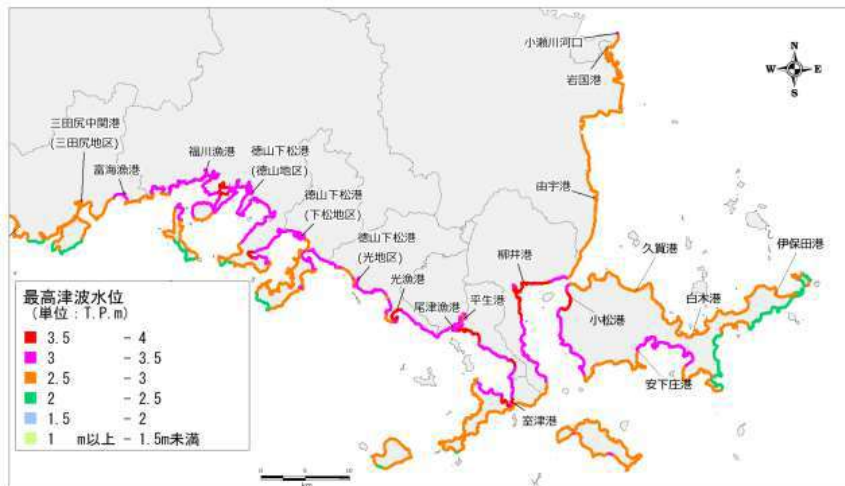 小瀬川河口
岩国港
N
W E
S
三田尻中関港
(三田尻地区)
福川漁港
徳山下松港
(徳山地区)
富海漁港
徳山下松港
(下松地区)
由宇港
徳山下松港
(光地区)
柳井港
久賀港
伊保田港
光漁港
尾津漁港
平生港
白木港
小松港
安下庄港
室津港
最高津波水位
(単位:T.P.m)
3.5 - 4
3 - 3.5
2.5 - 3
2 - 2.5
1.5 - 2
1 m以上 - 1.5m未満
0 5 10
km